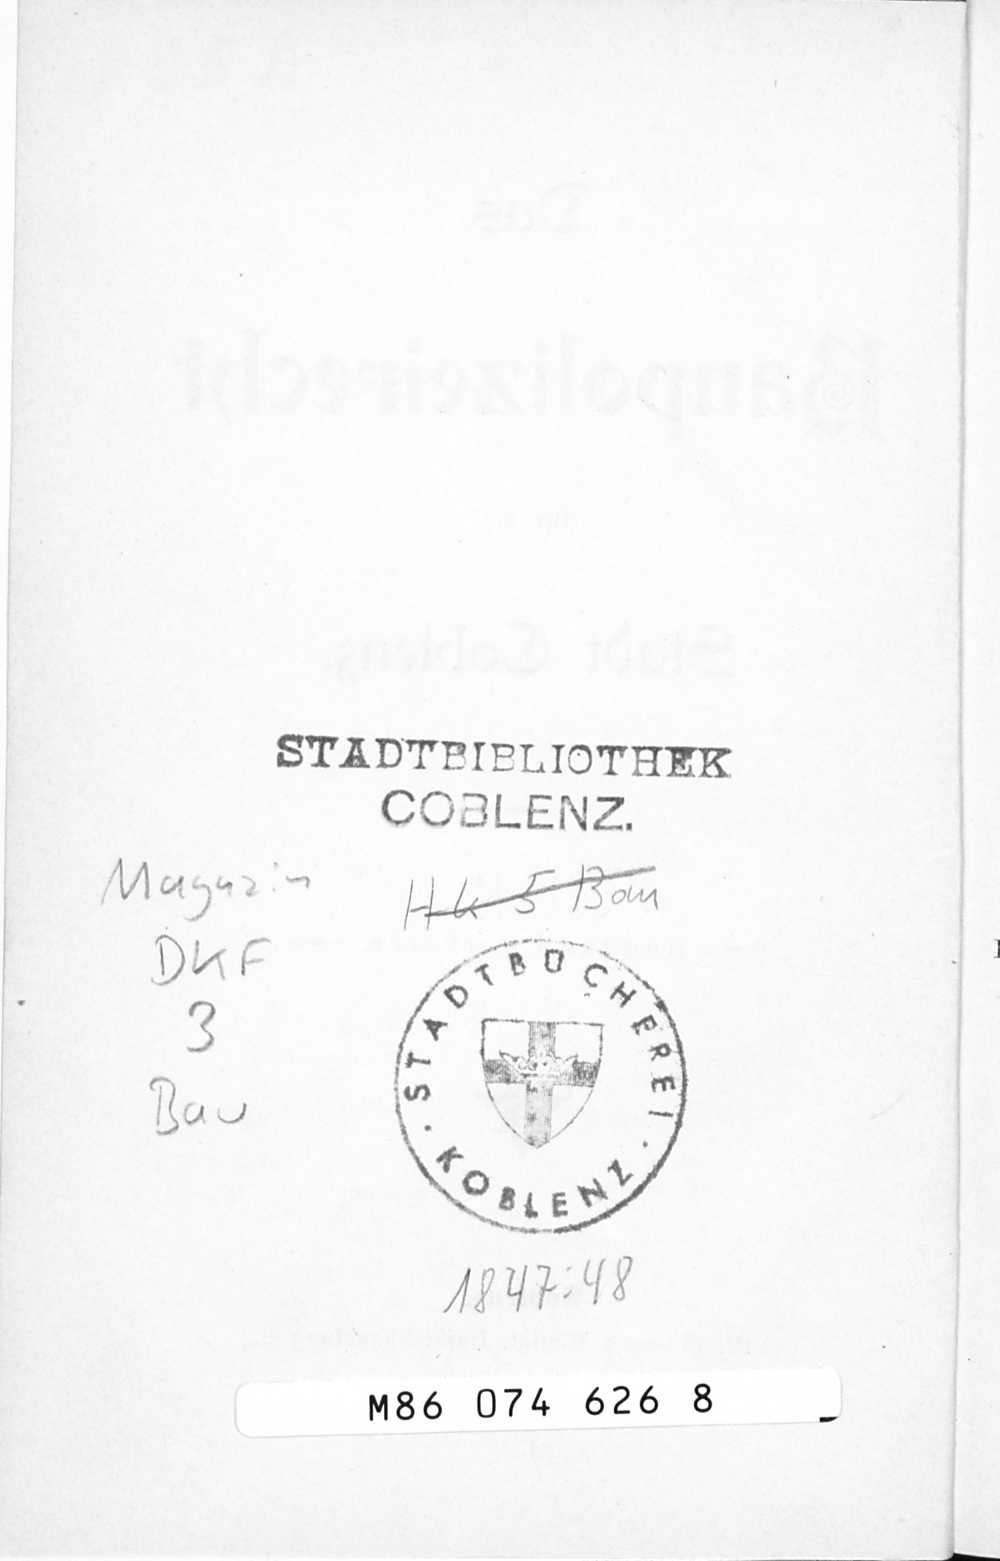 STADTBIBLIOTHEK
COBLENZ.
Magazin
DKF
3
Bau
Hk 5 Bau
STADTBÜCHEREI
· KOBLENZ ·
1847:48
M86 074 626 8